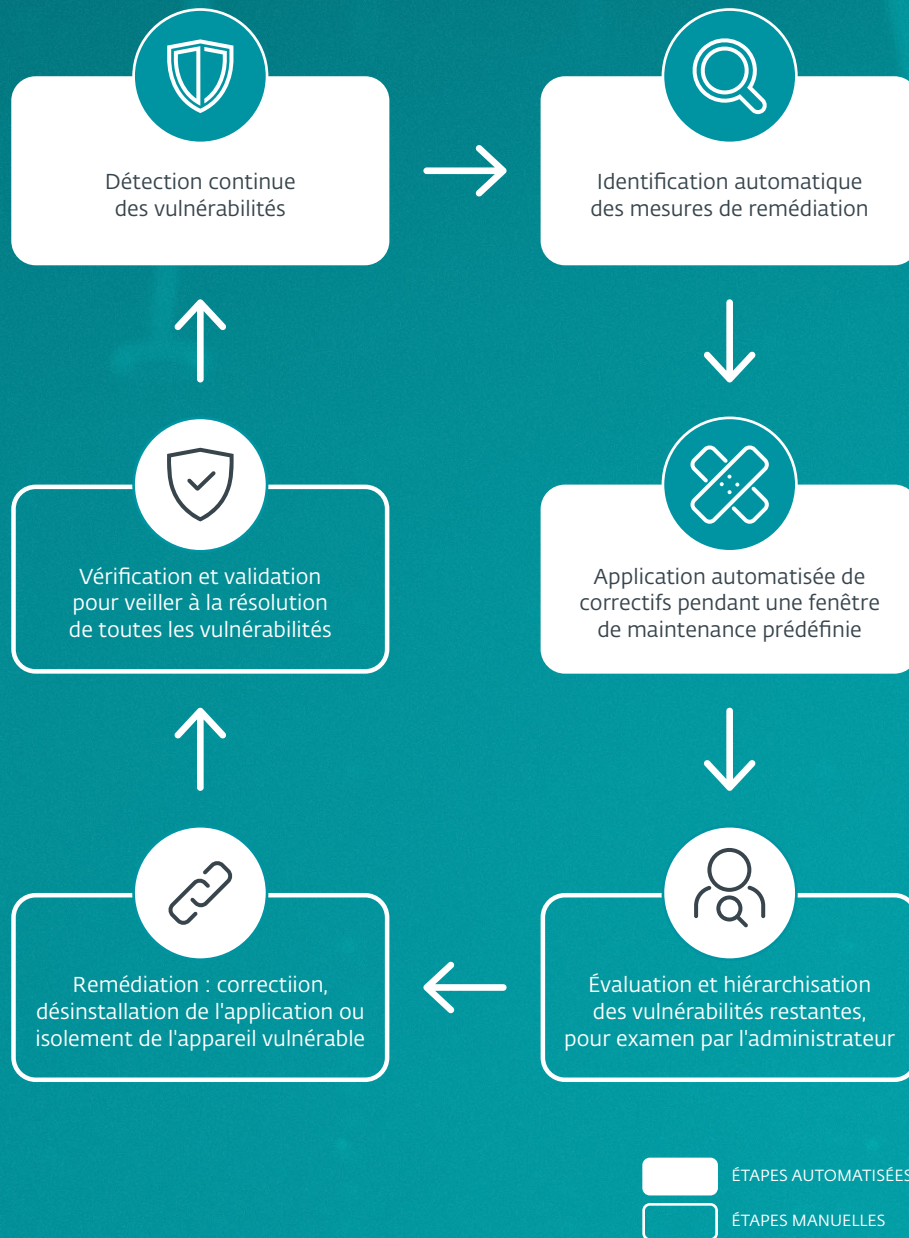 Détection continue
des vulnérabilités
Identification automatique
des mesures de remédiation
Vérification et validation
pour veiller à la résolution
de toutes les vulnérabilités
Application automatisée de
correctifs pendant une fenêtre
de maintenance prédéfinie
Remédiation : correctiion,
désinstallation de l'application ou
isolement de l'appareil vulnérable
Évaluation et hiérarchisation
des vulnérabilités restantes,
pour examen par l'administrateur
ÉTAPES AUTOMATISÉES
ÉTAPES MANUELLES